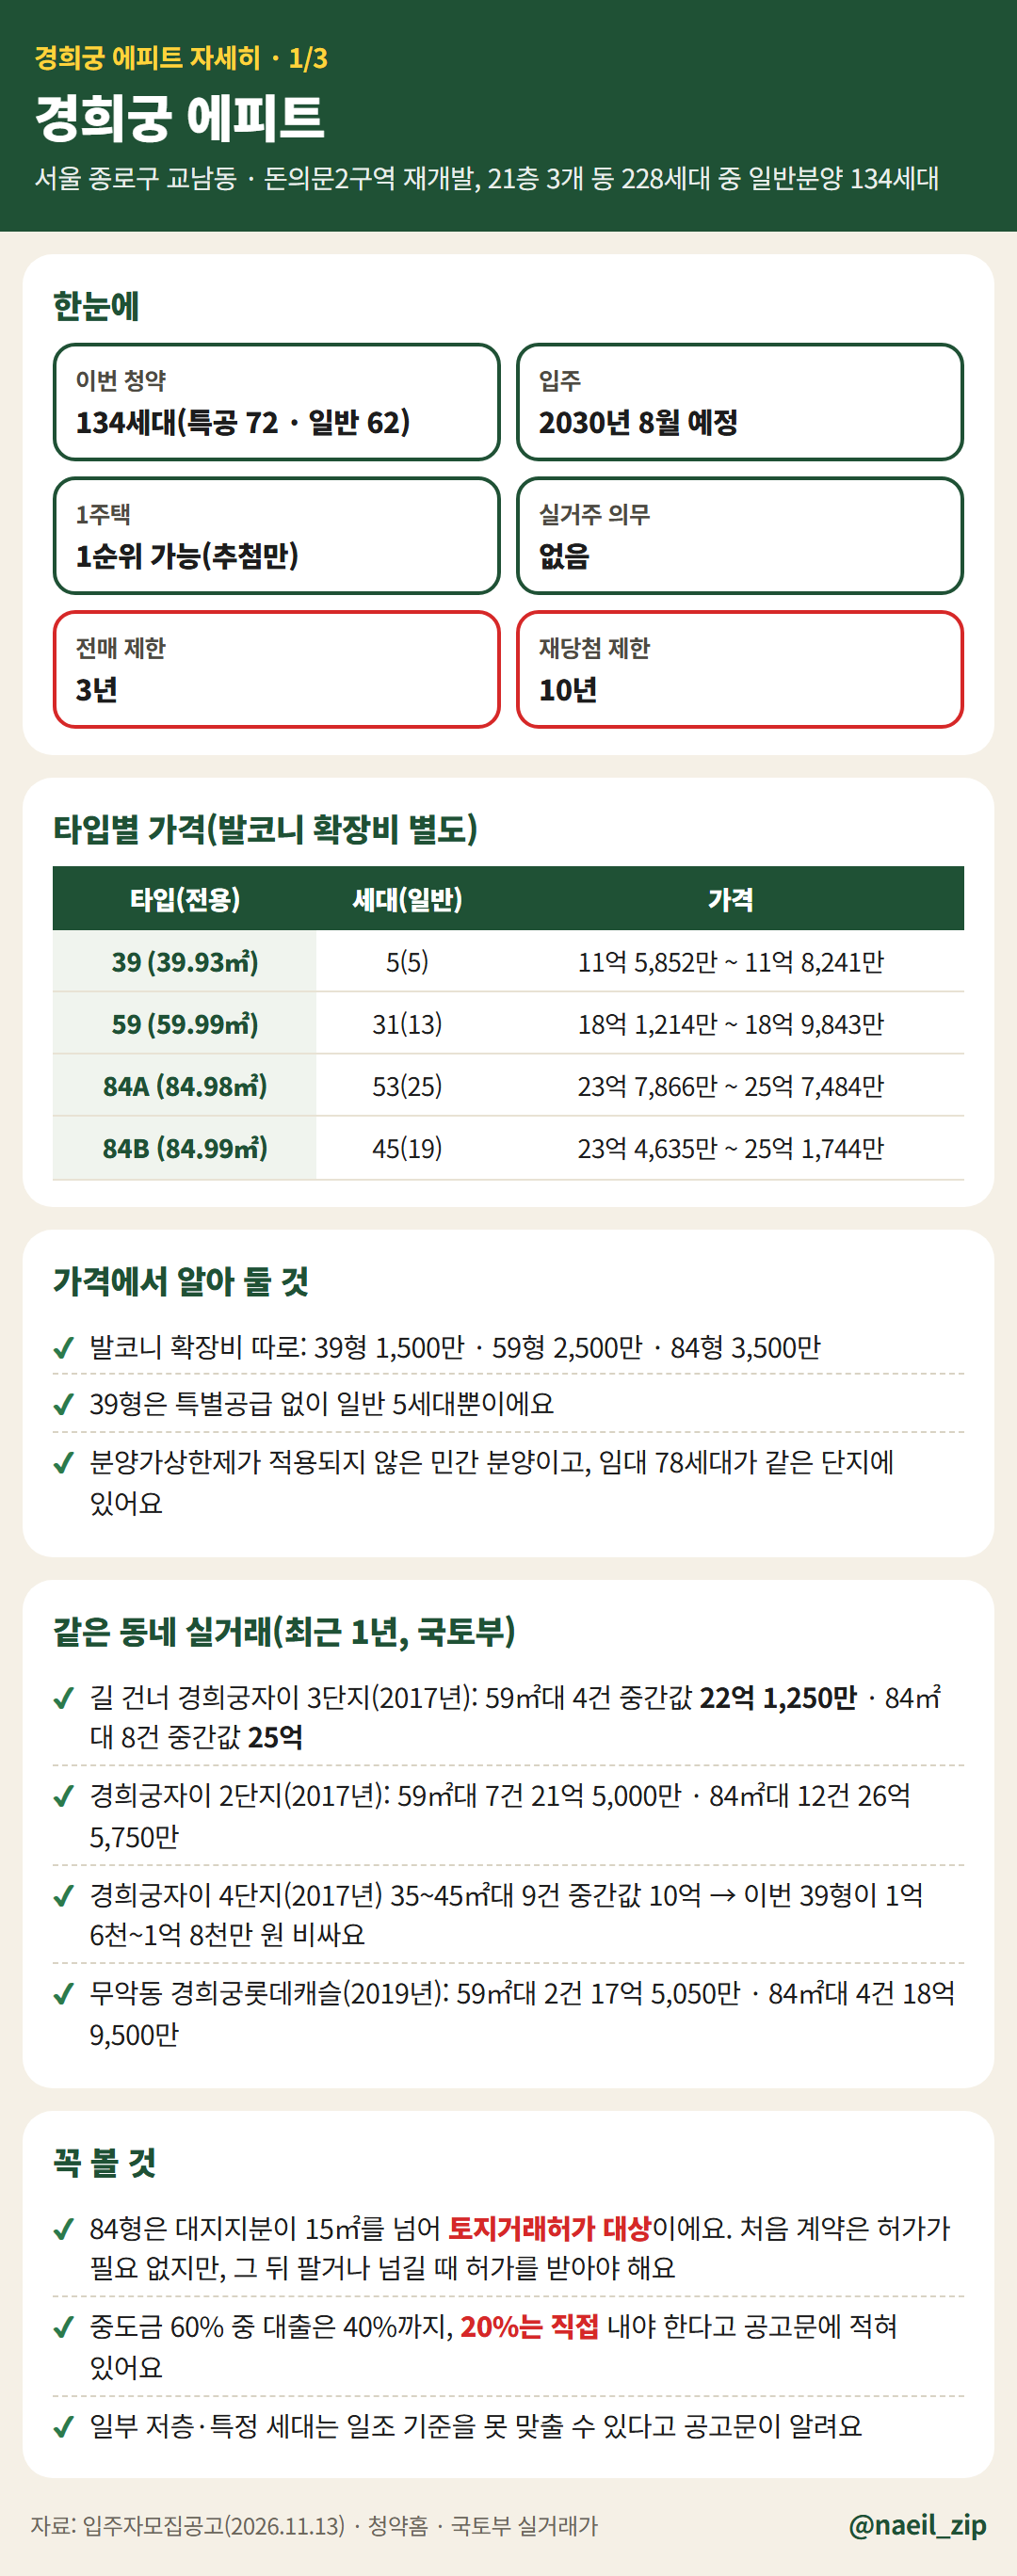 경희궁 에피트 자세히 · 1/3
경희궁 에피트
서울 종로구 교남동 · 돈의문2구역 재개발, 21층 3개 동 228세대 중 일반분양 134세대
한눈에
이번 청약
134세대(특공 72 · 일반 62)
입주
2030년 8월 예정
1주택
1순위 가능(추첨만)
실거주 의무
없음
전매 제한
3년
재당첨 제한
10년
타입별 가격(발코니 확장비 별도)
타입(전용) 세대(일반) 가격
39 (39.93㎡) 5(5) 11억 5,852만 ~ 11억 8,241만
59 (59.99㎡) 31(13) 18억 1,214만 ~ 18억 9,843만
84A (84.98㎡) 53(25) 23억 7,866만 ~ 25억 7,484만
84B (84.99㎡) 45(19) 23억 4,635만 ~ 25억 1,744만
가격에서 알아 둘 것
✔ 발코니 확장비 따로: 39형 1,500만 · 59형 2,500만 · 84형 3,500만
✔ 39형은 특별공급 없이 일반 5세대뿐이에요
✔ 분양가상한제가 적용되지 않은 민간 분양이고, 임대 78세대가 같은 단지에
있어요
같은 동네 실거래(최근 1년, 국토부)
✔ 길 건너 경희궁자이 3단지(2017년): 59㎡대 4건 중간값 22억 1,250만 · 84㎡
대 8건 중간값 25억
✔ 경희궁자이 2단지(2017년): 59㎡대 7건 21억 5,000만 · 84㎡대 12건 26억
5,750만
✔ 경희궁자이 4단지(2017년) 35~45㎡대 9건 중간값 10억 → 이번 39형이 1억
6천~1억 8천만 원 비싸요
✔ 무악동 경희궁롯데캐슬(2019년): 59㎡대 2건 17억 5,050만 · 84㎡대 4건 18억
9,500만
꼭 볼 것
✔ 84형은 대지지분이 15㎡를 넘어 토지거래허가 대상이에요. 처음 계약은 허가가
필요 없지만, 그 뒤 팔거나 넘길 때 허가를 받아야 해요
✔ 중도금 60% 중 대출은 40%까지, 20%는 직접 내야 한다고 공고문에 적혀
있어요
✔ 일부 저층·특정 세대는 일조 기준을 못 맞출 수 있다고 공고문이 알려요
자료: 입주자모집공고(2026.11.13) · 청약홈 · 국토부 실거래가
@naeil_zip